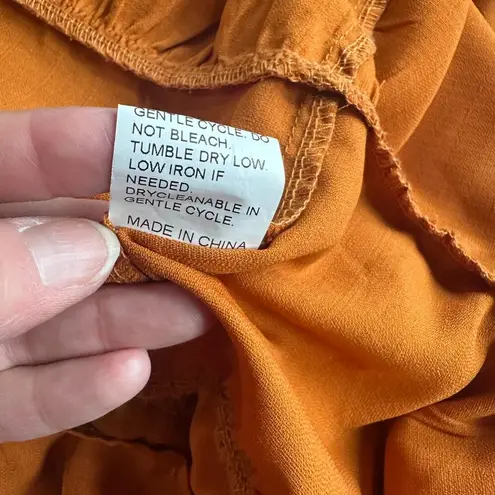 GENTLE CYCLE. DO
NOT BLEACH.
TUMBLE DRY LOW.
LOW IRON IF
NEEDED.
DRYCLEANABLE IN
GENTLE CYCLE.
MADE IN CHINA